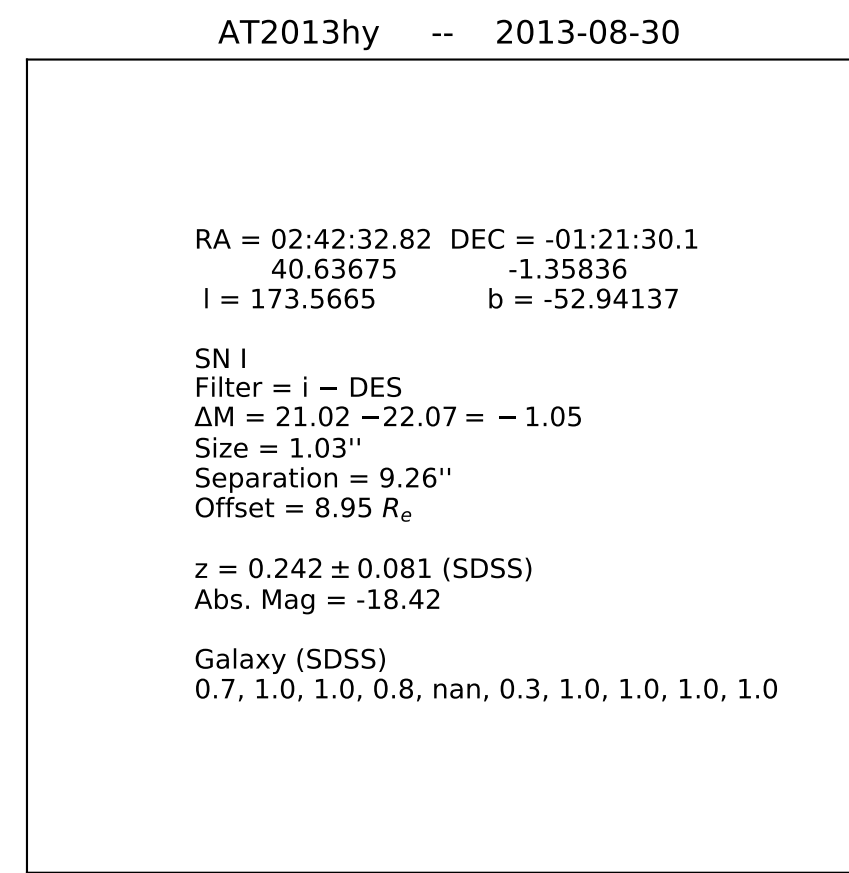 AT2013hy -- 2013-08-30
RA = 02:42:32.82 DEC = -01:21:30.1
40.63675 -1.35836
l = 173.5665 b = -52.94137
SN I
Filter = i − DES
ΔM = 21.02 −22.07 = − 1.05
Size = 1.03''
Separation = 9.26''
Offset = 8.95 Rₑ
z = 0.242 ± 0.081 (SDSS)
Abs. Mag = -18.42
Galaxy (SDSS)
0.7, 1.0, 1.0, 0.8, nan, 0.3, 1.0, 1.0, 1.0, 1.0